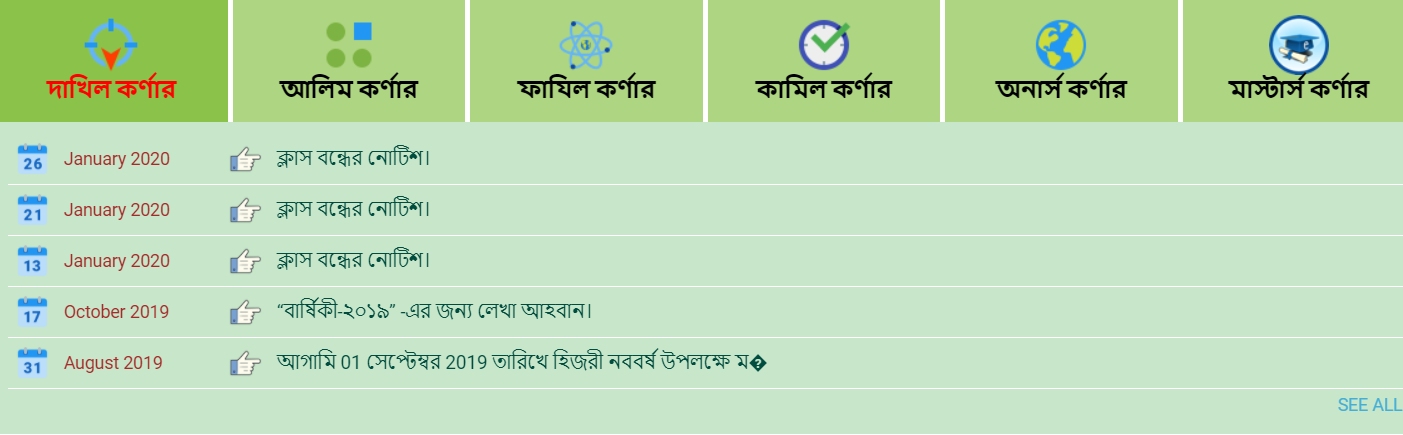 দাখিল কর্ণার আলিম কর্ণার ফাযিল কর্ণার কামিল কর্ণার অনার্স কর্ণার মাস্টার্স কর্ণার
26 January 2020 ক্লাস বন্ধের নোটিশ।
21 January 2020 ক্লাস বন্ধের নোটিশ।
13 January 2020 ক্লাস বন্ধের নোটিশ।
17 October 2019 “বার্ষিকী-২০১৯” -এর জন্য লেখা আহবান।
31 August 2019 আগামি 01 সেপ্টেম্বর 2019 তারিখে হিজরী নববর্ষ উপলক্ষে ম�
SEE ALL